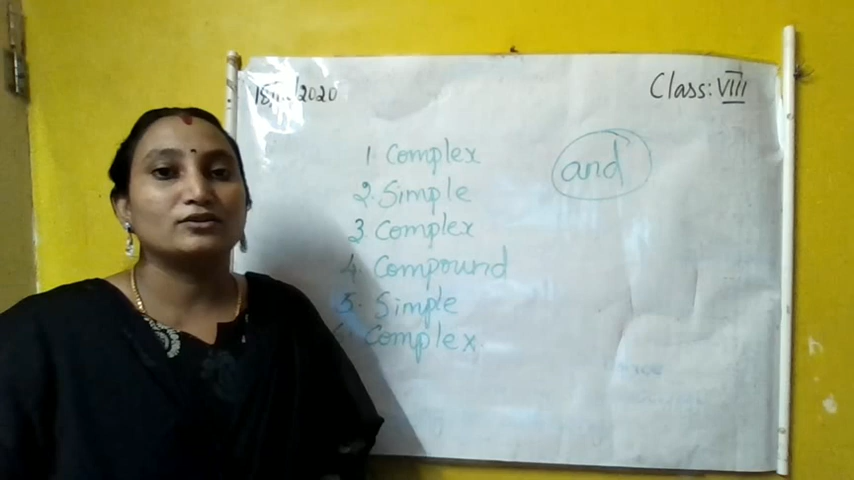 Class: VIII
1 Complex
and
2. Simple
3. Complex
4. Compound
5. Simple
Complex.